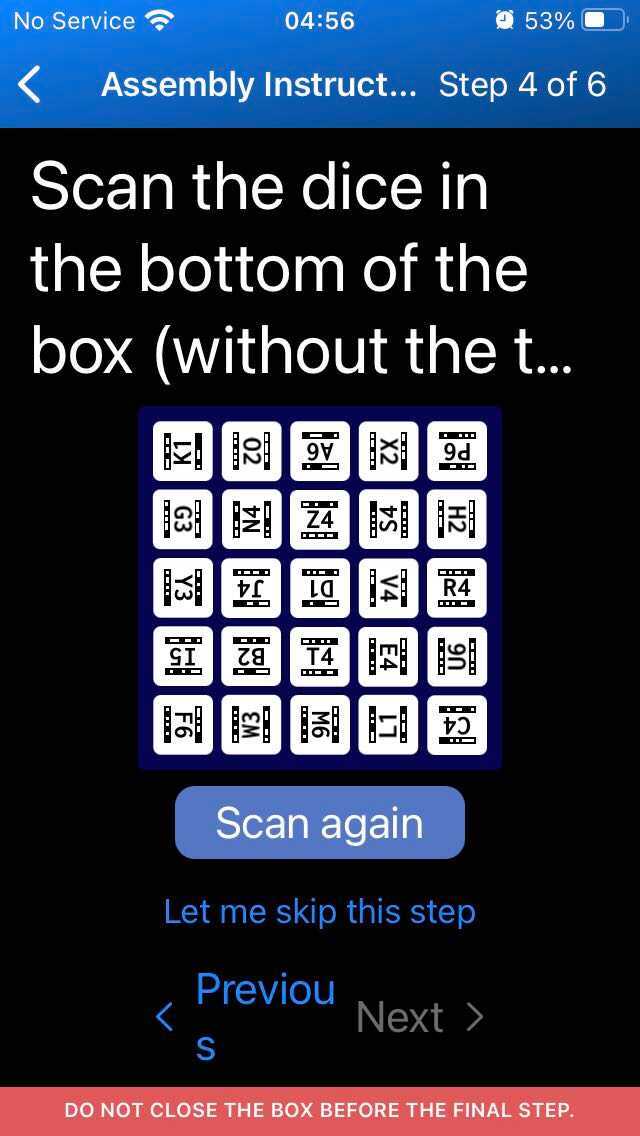 No Service 04:56 53%
Assembly Instruct... Step 4 of 6
Scan the dice in
the bottom of the
box (without the t...
K1 O2 A6 X2 P6
G3 N4 Z4 S4 H2
Y3 J4 D1 V4 R4
I5 B2 T4 E4 U6
F6 W3 M6 L1 C4
Scan again
Let me skip this step
Previou
s
Next
DO NOT CLOSE THE BOX BEFORE THE FINAL STEP.